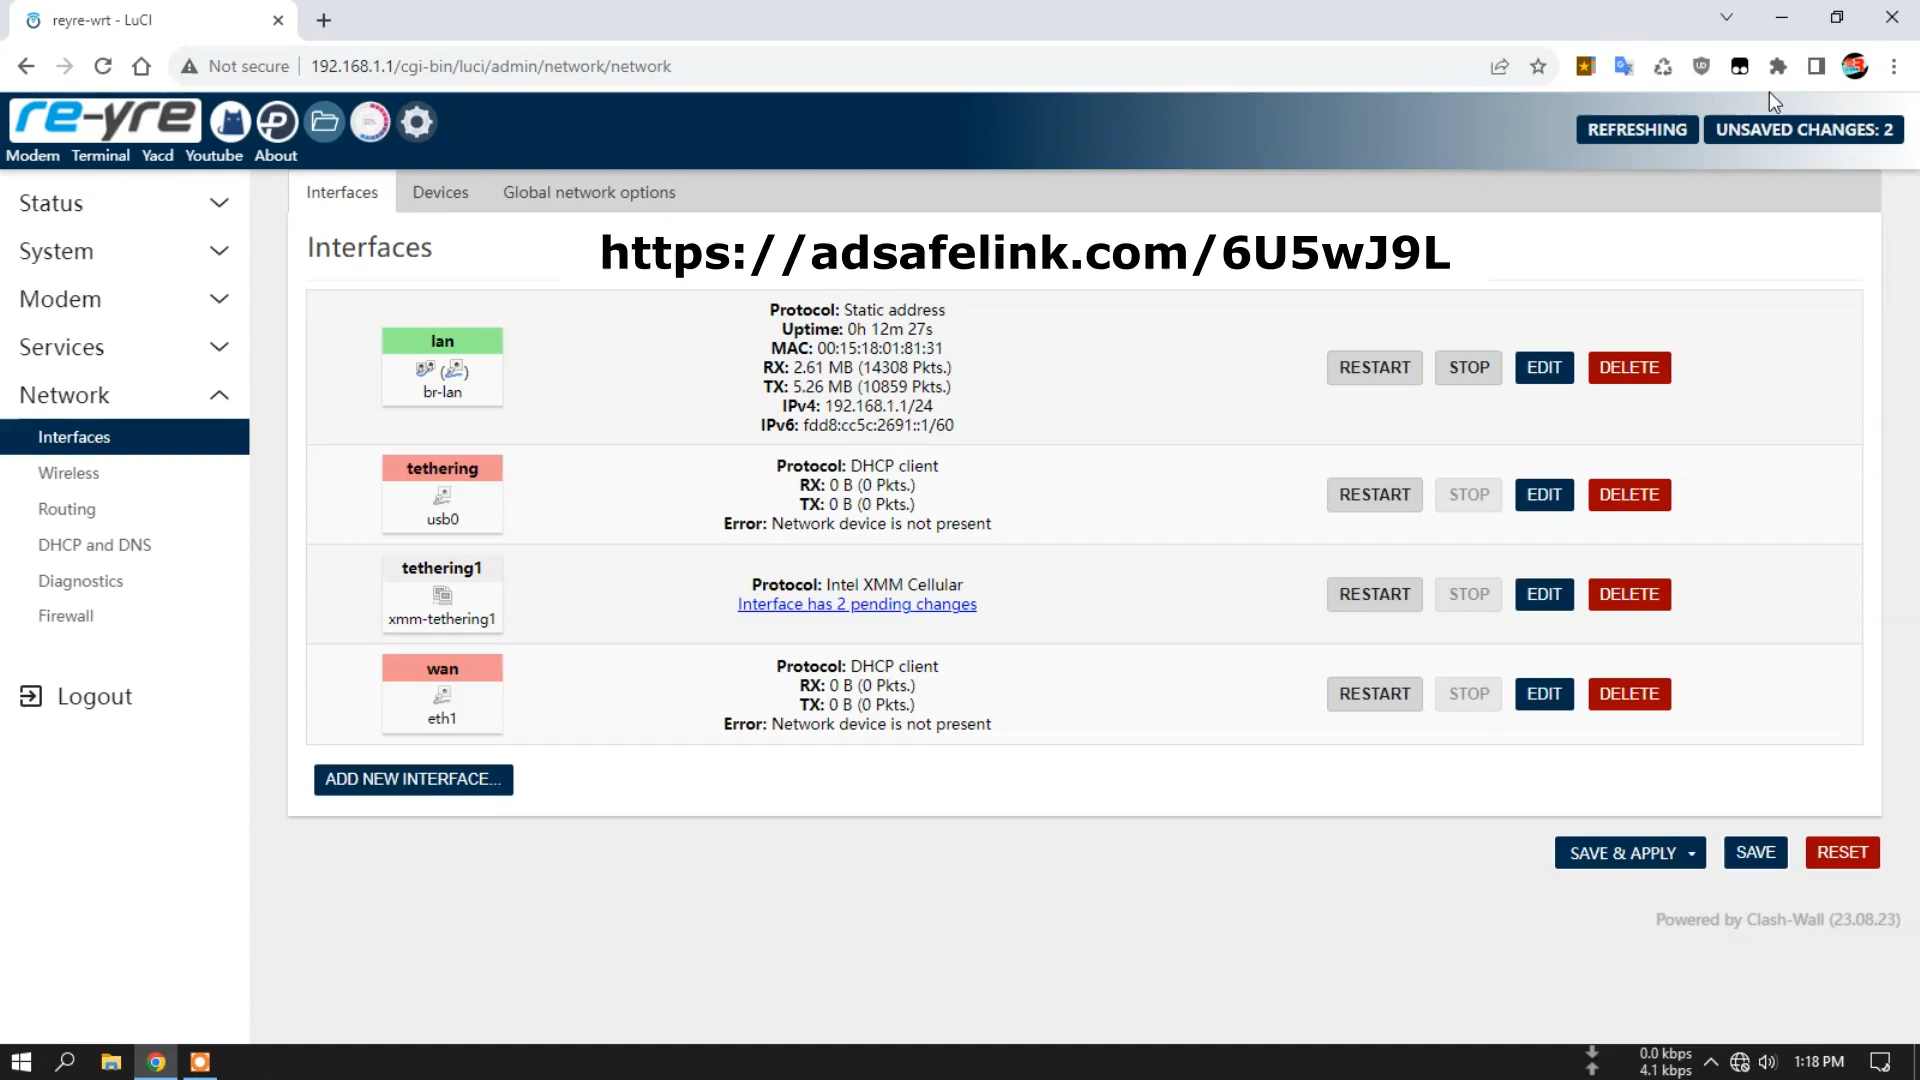 reyre-wrt - LuCI
Not secure
192.168.1.1/cgi-bin/luci/admin/network/network
re-yre
REFRESHING
UNSAVED CHANGES: 2
Modem Terminal Yacd Youtube About
Status
System
Modem
Services
Network
Interfaces
Wireless
Routing
DHCP and DNS
Diagnostics
Firewall
Logout
Interfaces Devices Global network options
Interfaces
https://adsafelink.com/6U5wJ9L
lan
br-lan
Protocol: Static address
Uptime: 0h 12m 27s
MAC: 00:15:18:01:81:31
RX: 2.61 MB (14308 Pkts.)
TX: 5.26 MB (10859 Pkts.)
IPv4: 192.168.1.1/24
IPv6: fdd8:cc5c:2691::1/60
RESTART STOP EDIT DELETE
tethering
usb0
Protocol: DHCP client
RX: 0 B (0 Pkts.)
TX: 0 B (0 Pkts.)
Error: Network device is not present
RESTART STOP EDIT DELETE
tethering1
xmm-tethering1
Protocol: Intel XMM Cellular
Interface has 2 pending changes
RESTART STOP EDIT DELETE
wan
eth1
Protocol: DHCP client
RX: 0 B (0 Pkts.)
TX: 0 B (0 Pkts.)
Error: Network device is not present
RESTART STOP EDIT DELETE
ADD NEW INTERFACE...
SAVE & APPLY SAVE RESET
Powered by Clash-Wall (23.08.23)
0.0 kbps
4.1 kbps
1:18 PM